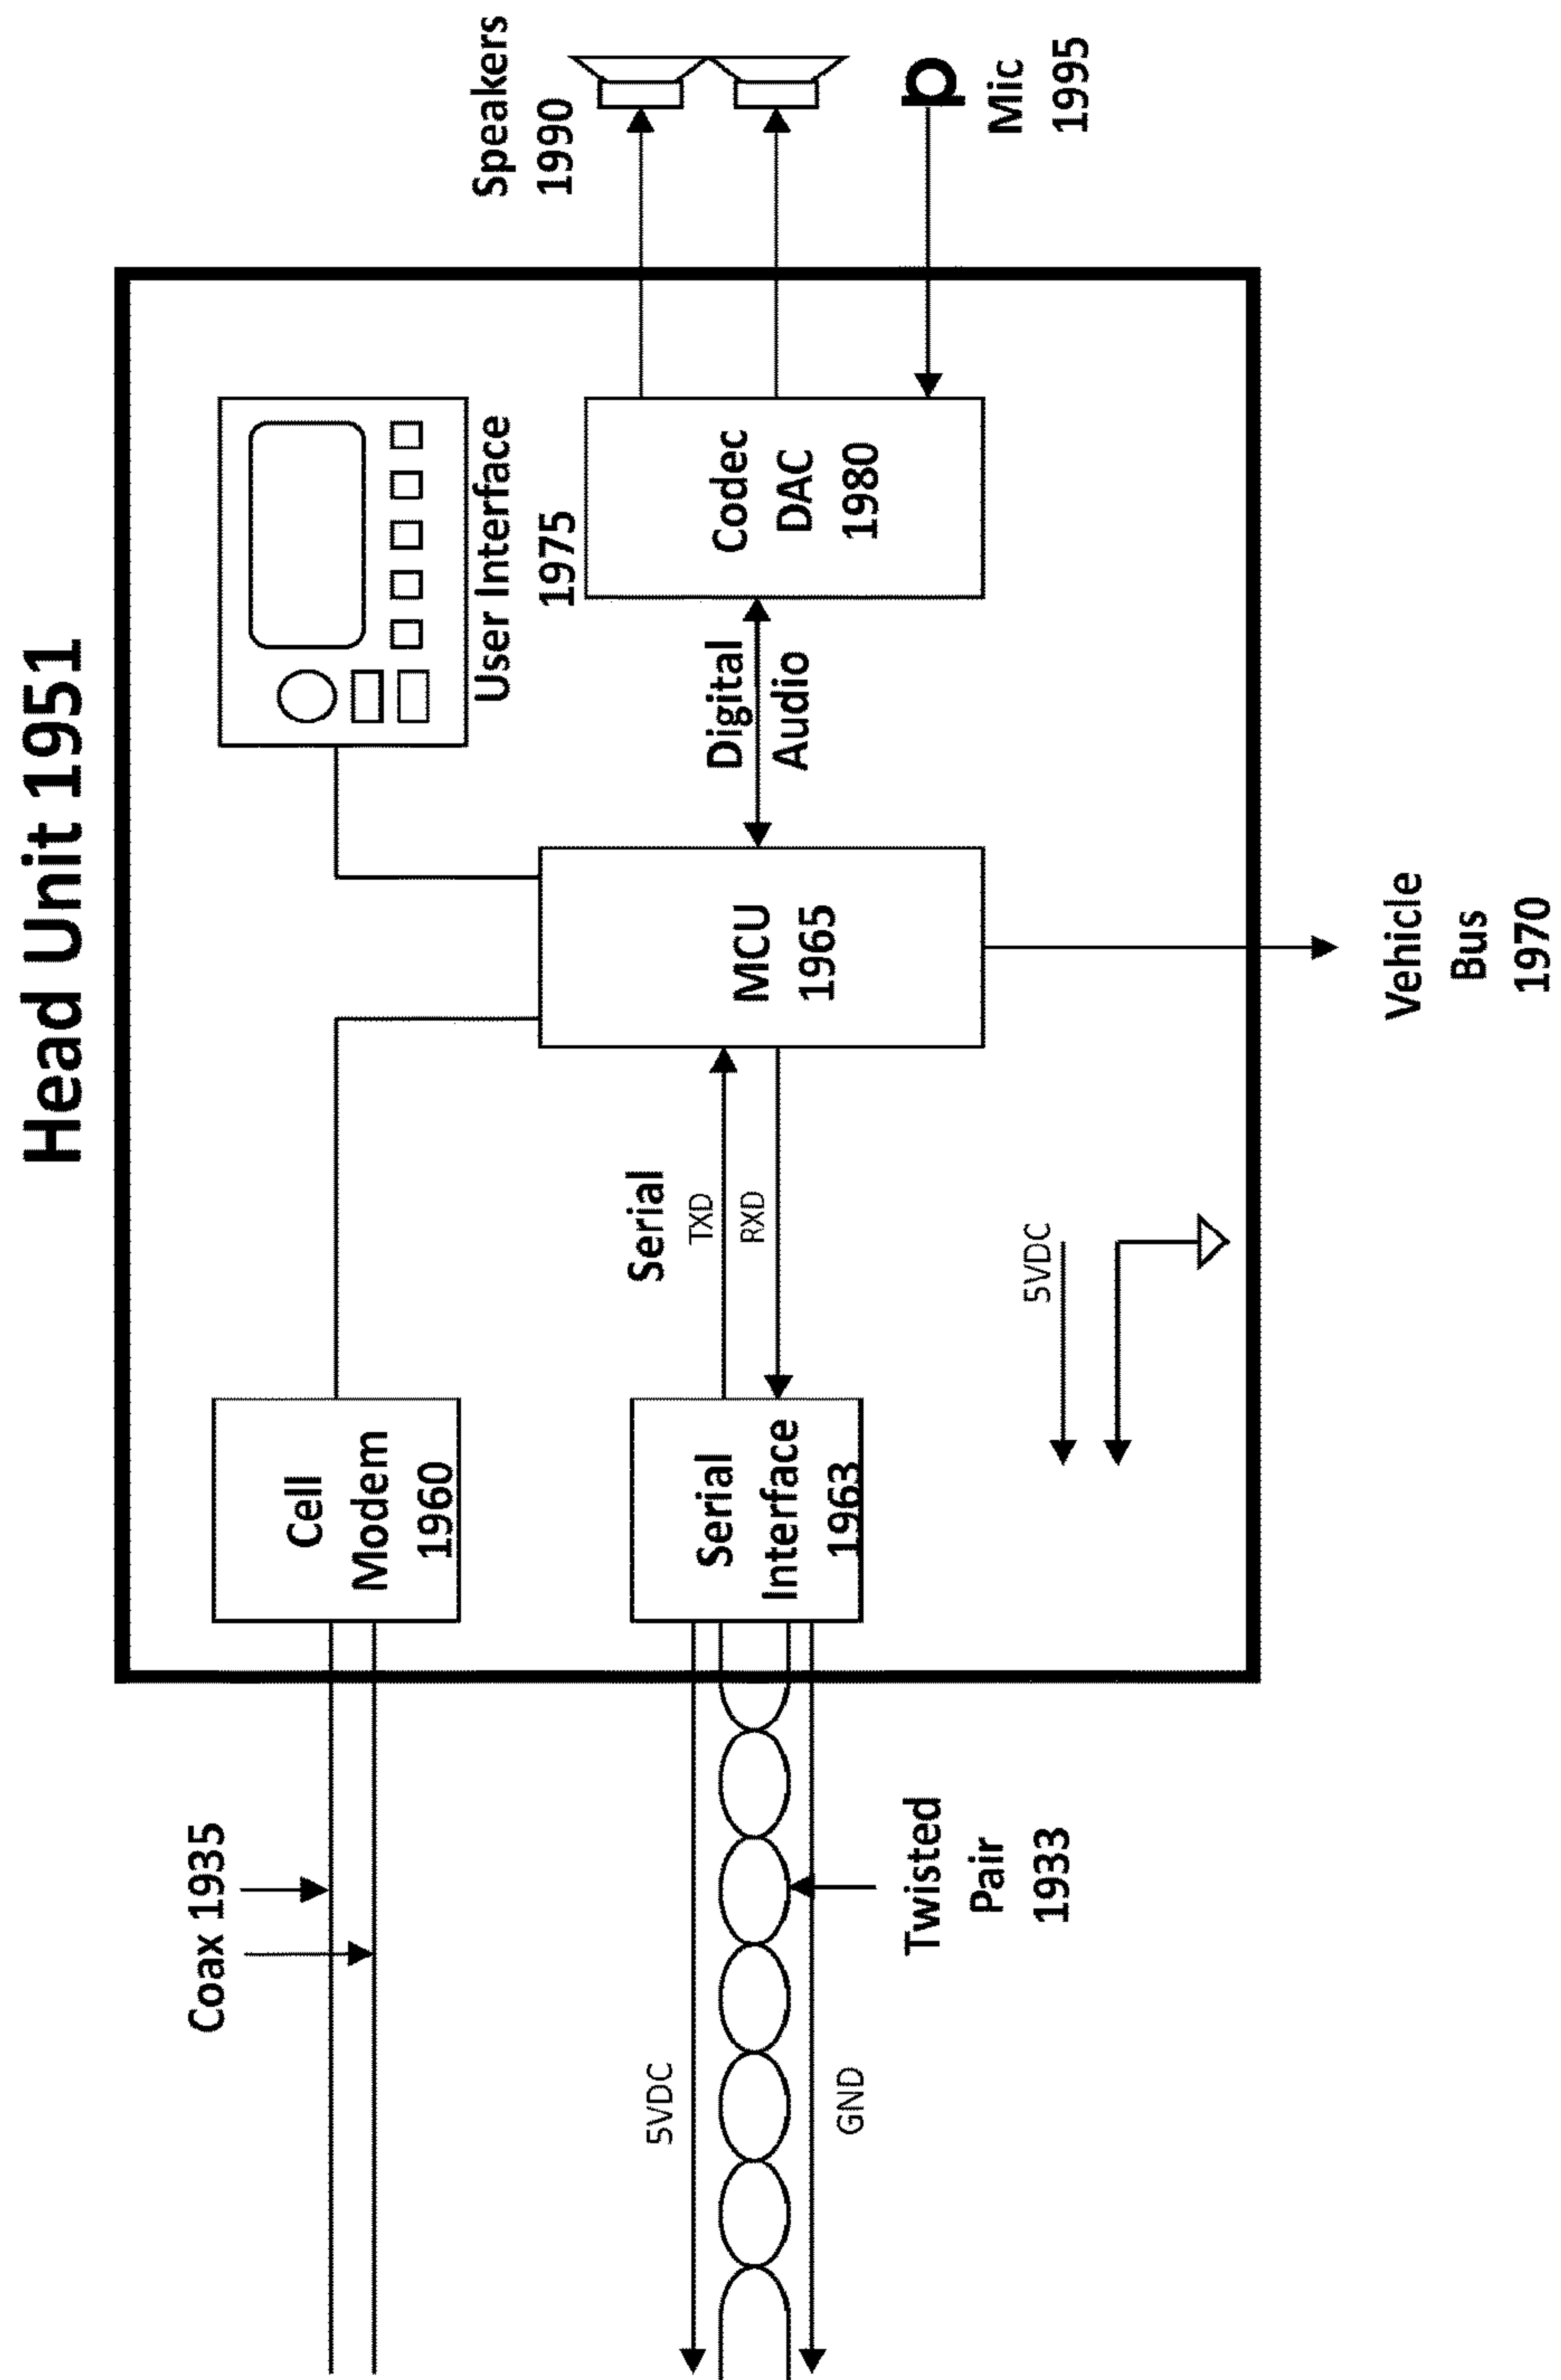 Head Unit 1951
Coax 1935
Cell
Modem
1960
User Interface
1975
Speakers
1990
5VDC
Serial
Interface
1963
Serial
TXD
RXD
MCU
1965
Digital
Audio
Codec
DAC
1980
Mic
1995
GND
Twisted
Pair
1933
5VDC
Vehicle
Bus
1970